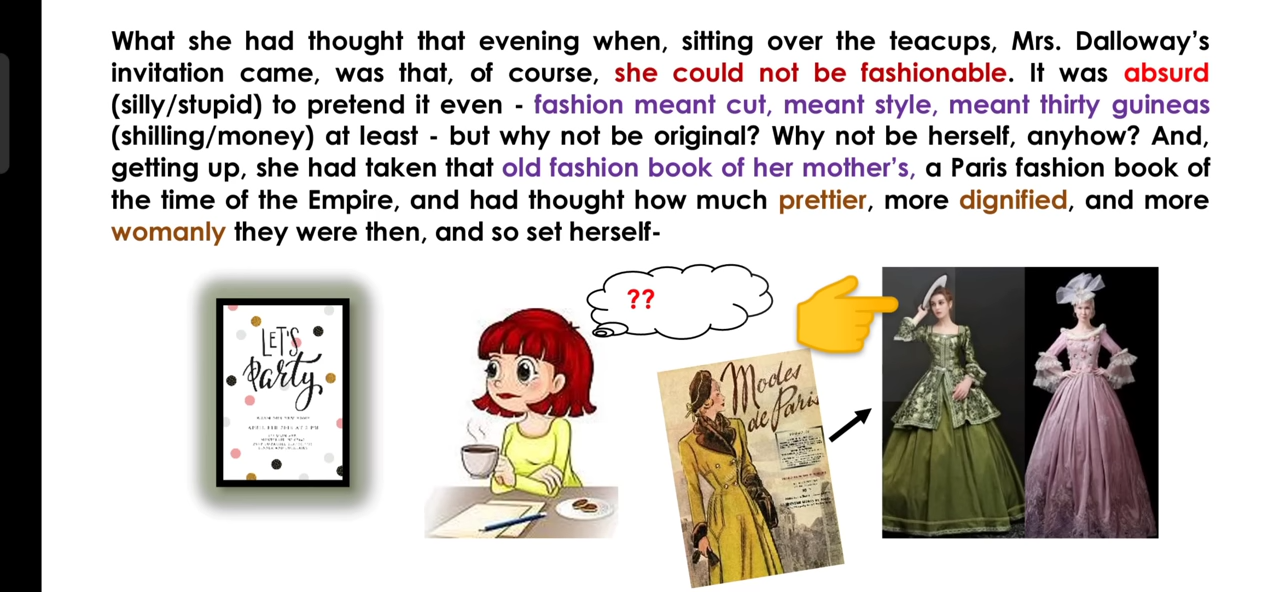 What she had thought that evening when, sitting over the teacups, Mrs. Dalloway's
invitation came, was that, of course, she could not be fashionable. It was absurd
(silly/stupid) to pretend it even - fashion meant cut, meant style, meant thirty guineas
(shilling/money) at least - but why not be original? Why not be herself, anyhow? And,
getting up, she had taken that old fashion book of her mother's, a Paris fashion book of
the time of the Empire, and had thought how much prettier, more dignified, and more
womanly they were then, and so set herself-
LET'S
Party
??
Modes
de Paris